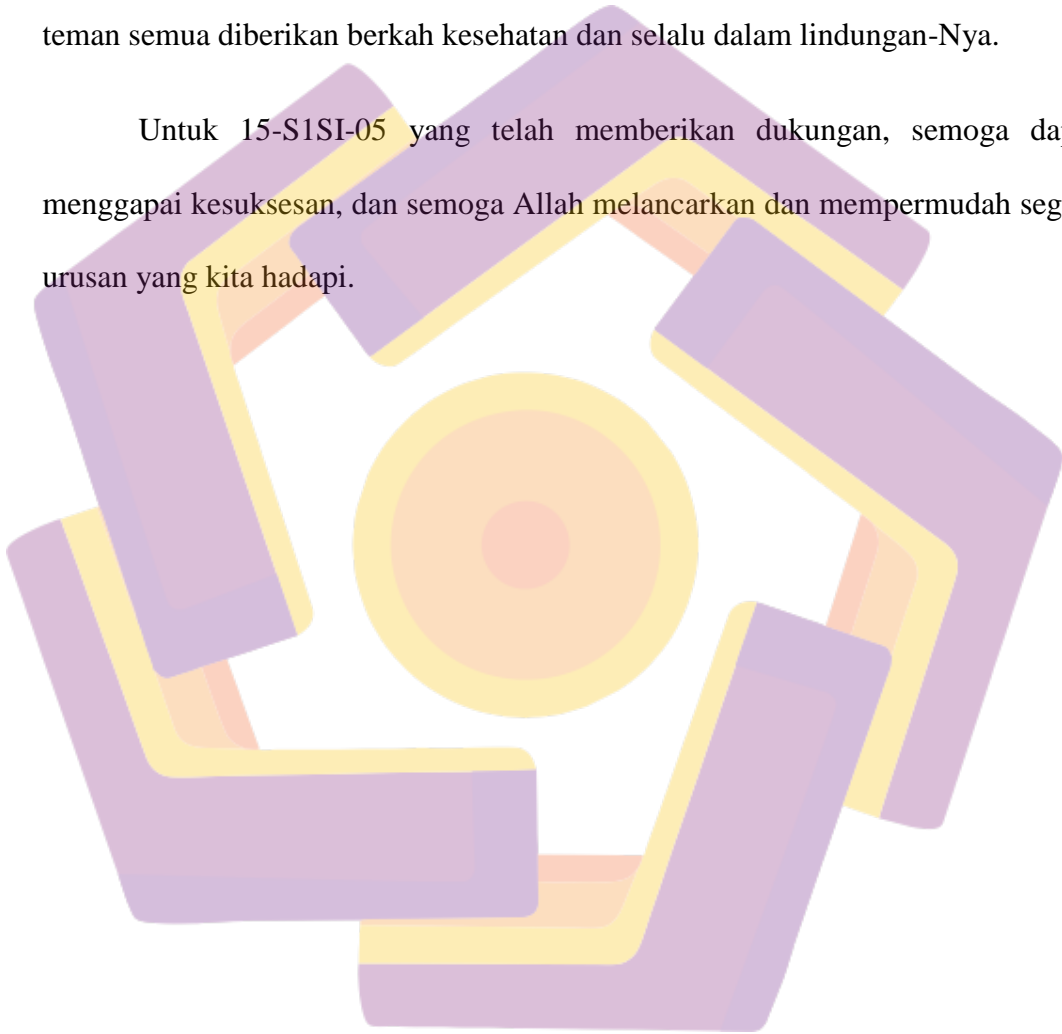 teman semua diberikan berkah kesehatan dan selalu dalam lindungan-Nya.
Untuk 15-S1SI-05 yang telah memberikan dukungan, semoga
menggapai kesuksesan, dan semoga Allah melancarkan dan mempermudah
urusan yang kita hadapi.